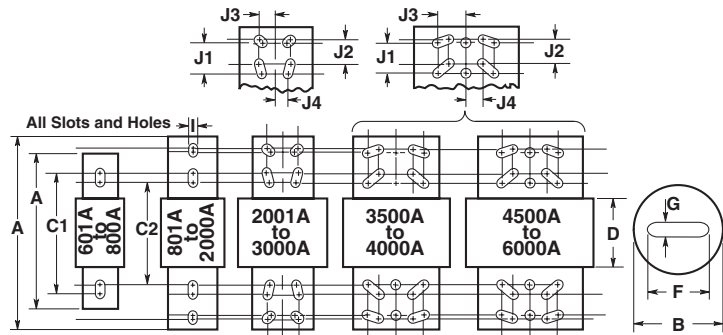 J3
J3
J1
J2
J1
J2
J4
J4
All Slots and Holes
I
A
A
C1
C2
601A
to
800A
801A
to
2000A
2001A
to
3000A
3500A
to
4000A
4500A
to
6000A
D
G
F
B